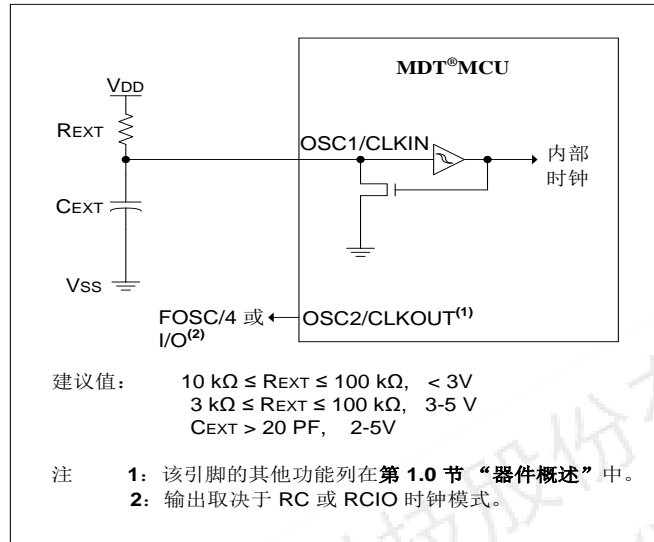 MDT®MCU
VDD
REXT
OSC1/CLKIN
内部
时钟
CEXT
VSS
FOSC/4 或
I/O(2)
OSC2/CLKOUT(1)
建议值： 10 kΩ ≤ REXT ≤ 100 kΩ, < 3V
3 kΩ ≤ REXT ≤ 100 kΩ, 3-5 V
CEXT > 20 PF, 2-5V
注 1：该引脚的其他功能列在第 1.0 节 “器件概述”中。
2：输出取决于 RC 或 RCIO 时钟模式。
技股份